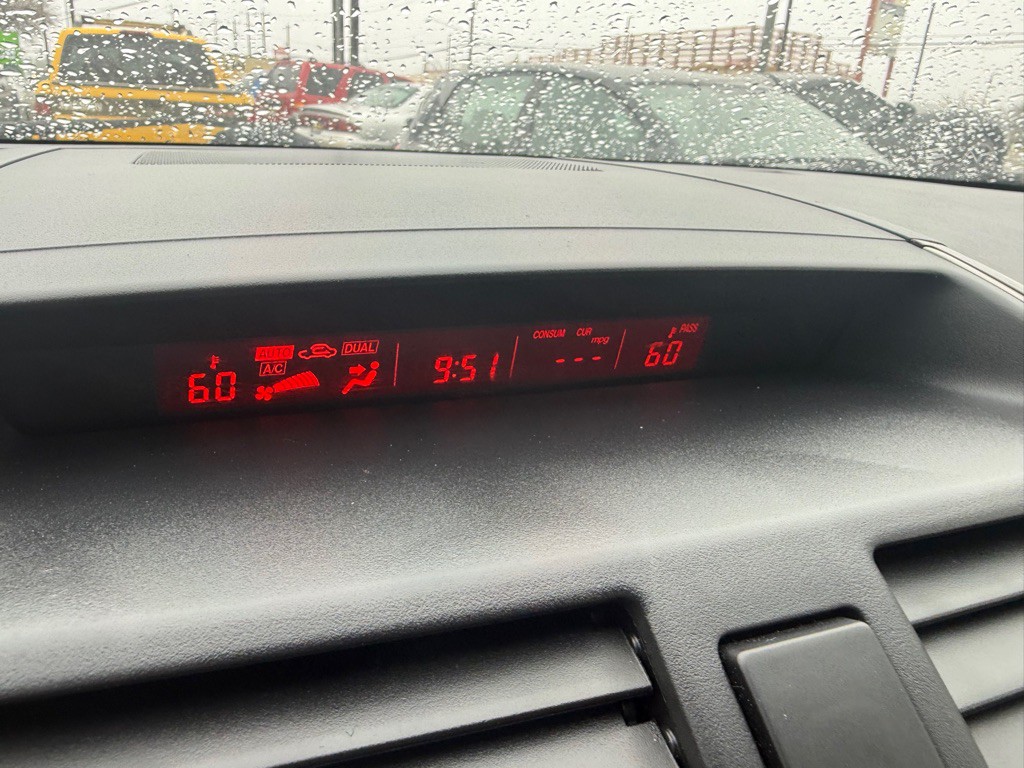 60
AUTO
DUAL
A/C
9:51
CONSUM CUR
mpg
---
PASS
60